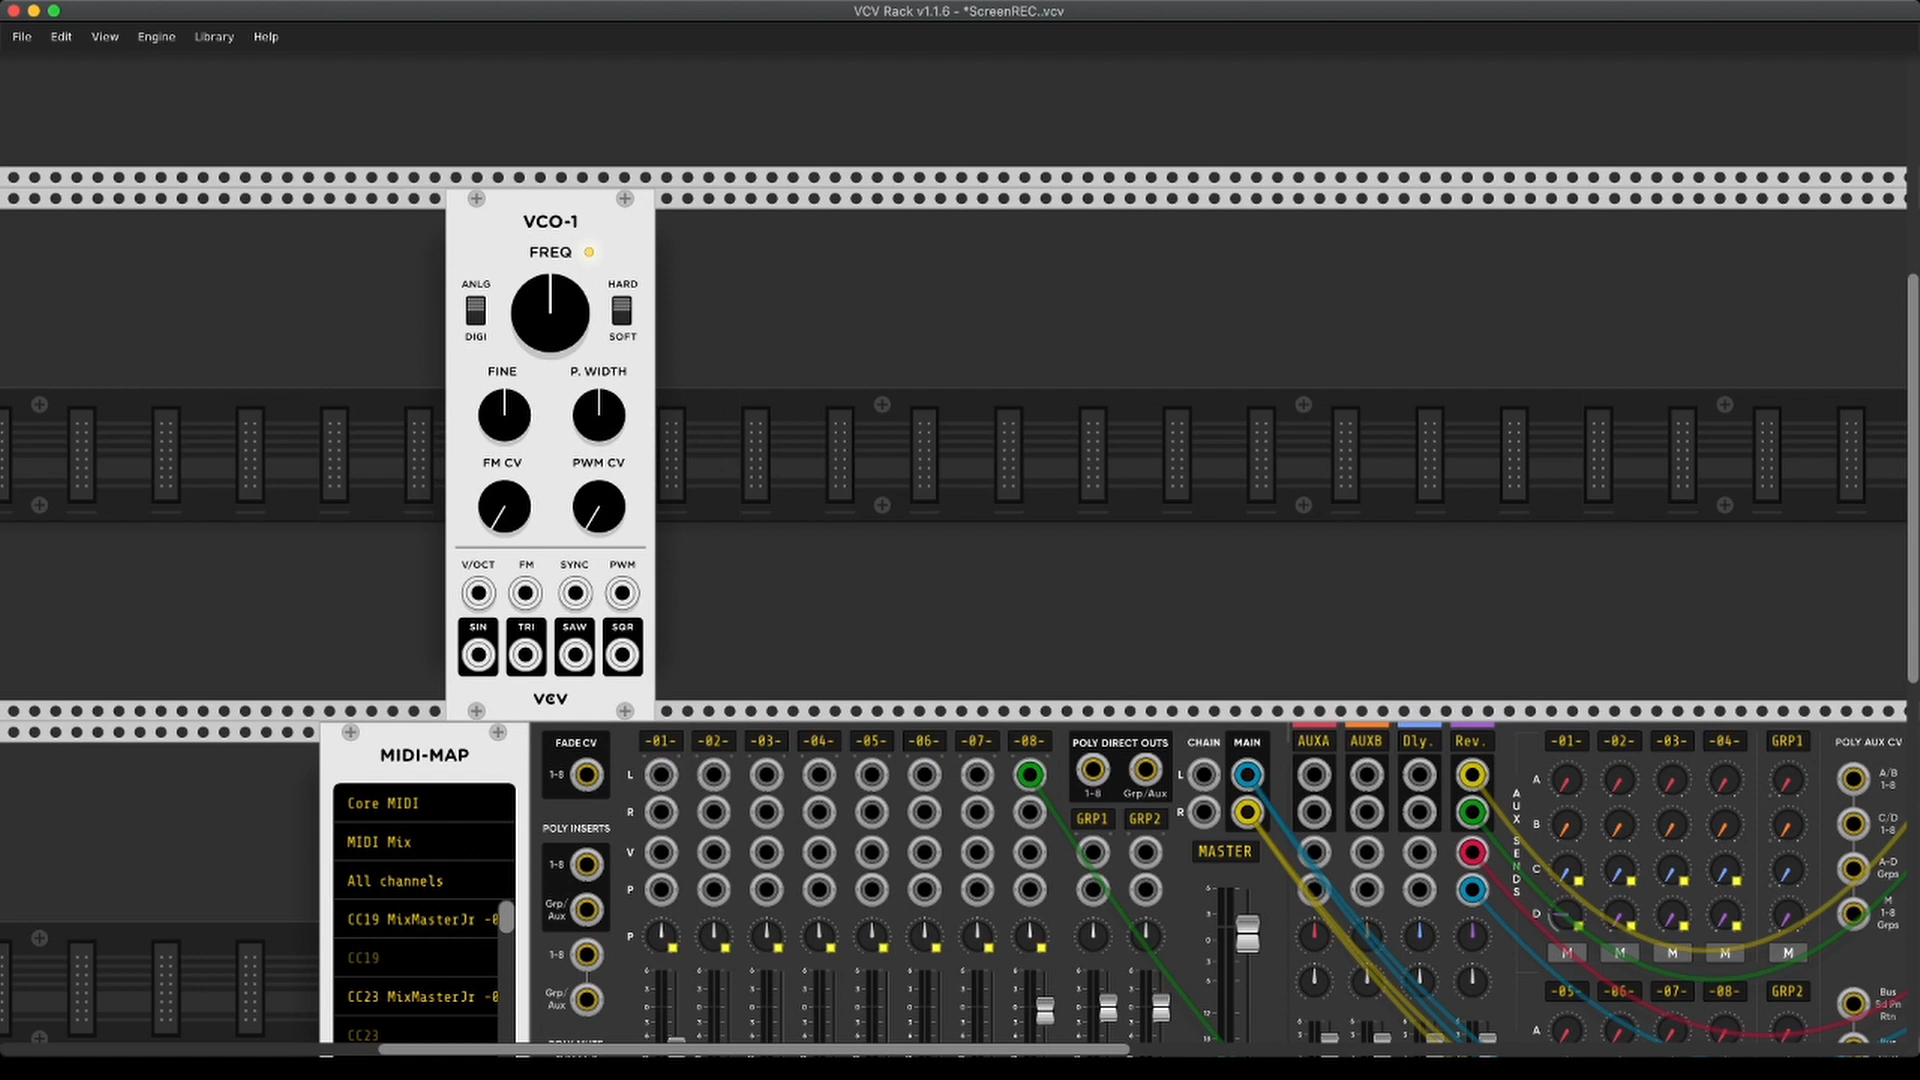 VCV Rack v1.1.6 - *ScreenREC..vcv
File Edit View Engine Library Help
VCO-1
FREQ
ANLG HARD
DIGI SOFT
FINE P. WIDTH
FM CV PWM CV
V/OCT FM SYNC PWM
SIN TRI SAW SQR
VCV
MIDI-MAP
Core MIDI
MIDI Mix
All channels
CC19 MixMasterJr -0
CC19
CC23 MixMasterJr -0
CC23
FADE CV
1-8
POLY INSERTS
1-8
Grp/
Aux
1-8
Grp/
Aux
-01- -02- -03- -04- -05- -06- -07- -08-
L
R
V
P
P
POLY DIRECT OUTS
1-8 Grp/Aux
GRP1 GRP2
CHAIN MAIN
L
R
MASTER
AUXA AUXB Dly. Rev.
AUX SENDS
-01- -02- -03- -04- GRP1
A
B
C
D
M M M M M
-05- -06- -07- -08- GRP2
A
POLY AUX CV
A/B
1-8
C/D
1-8
A-D
Grps
M
1-8
Grps
Bus
Sd Pn
Rtn